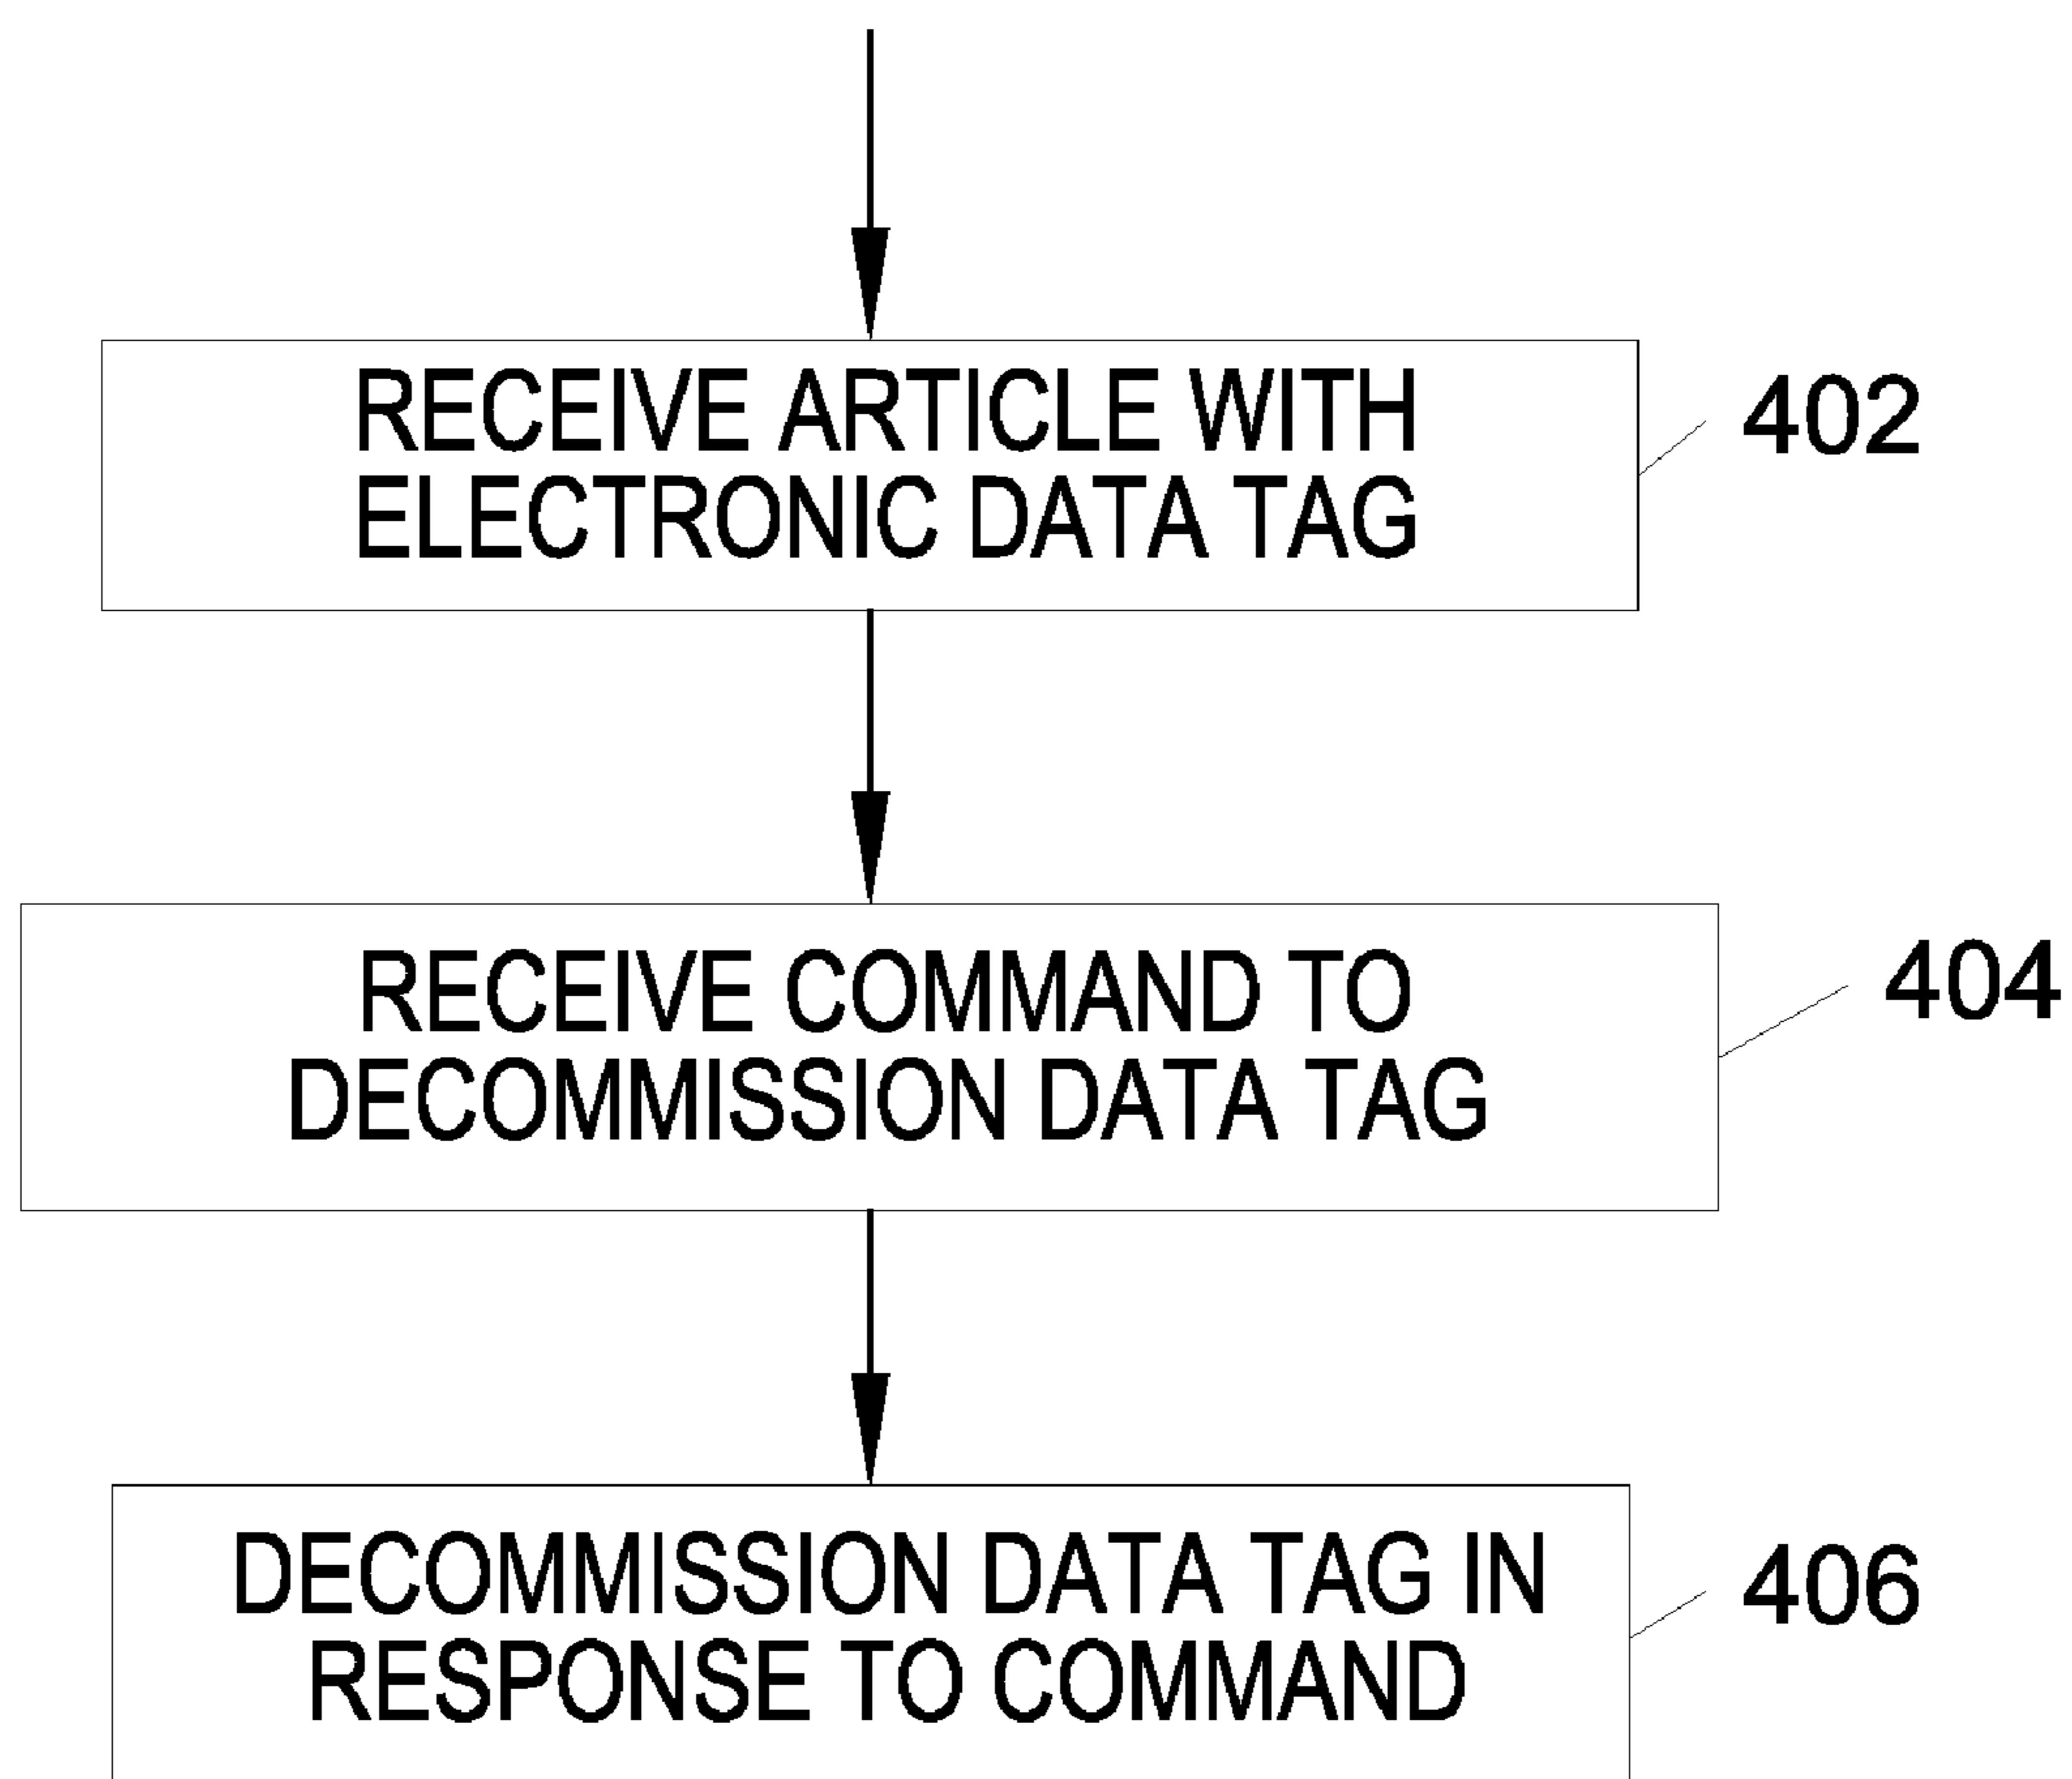 RECEIVE ARTICLE WITH
ELECTRONIC DATA TAG
402
RECEIVE COMMAND TO
DECOMMISSION DATA TAG
404
DECOMMISSION DATA TAG IN
RESPONSE TO COMMAND
406